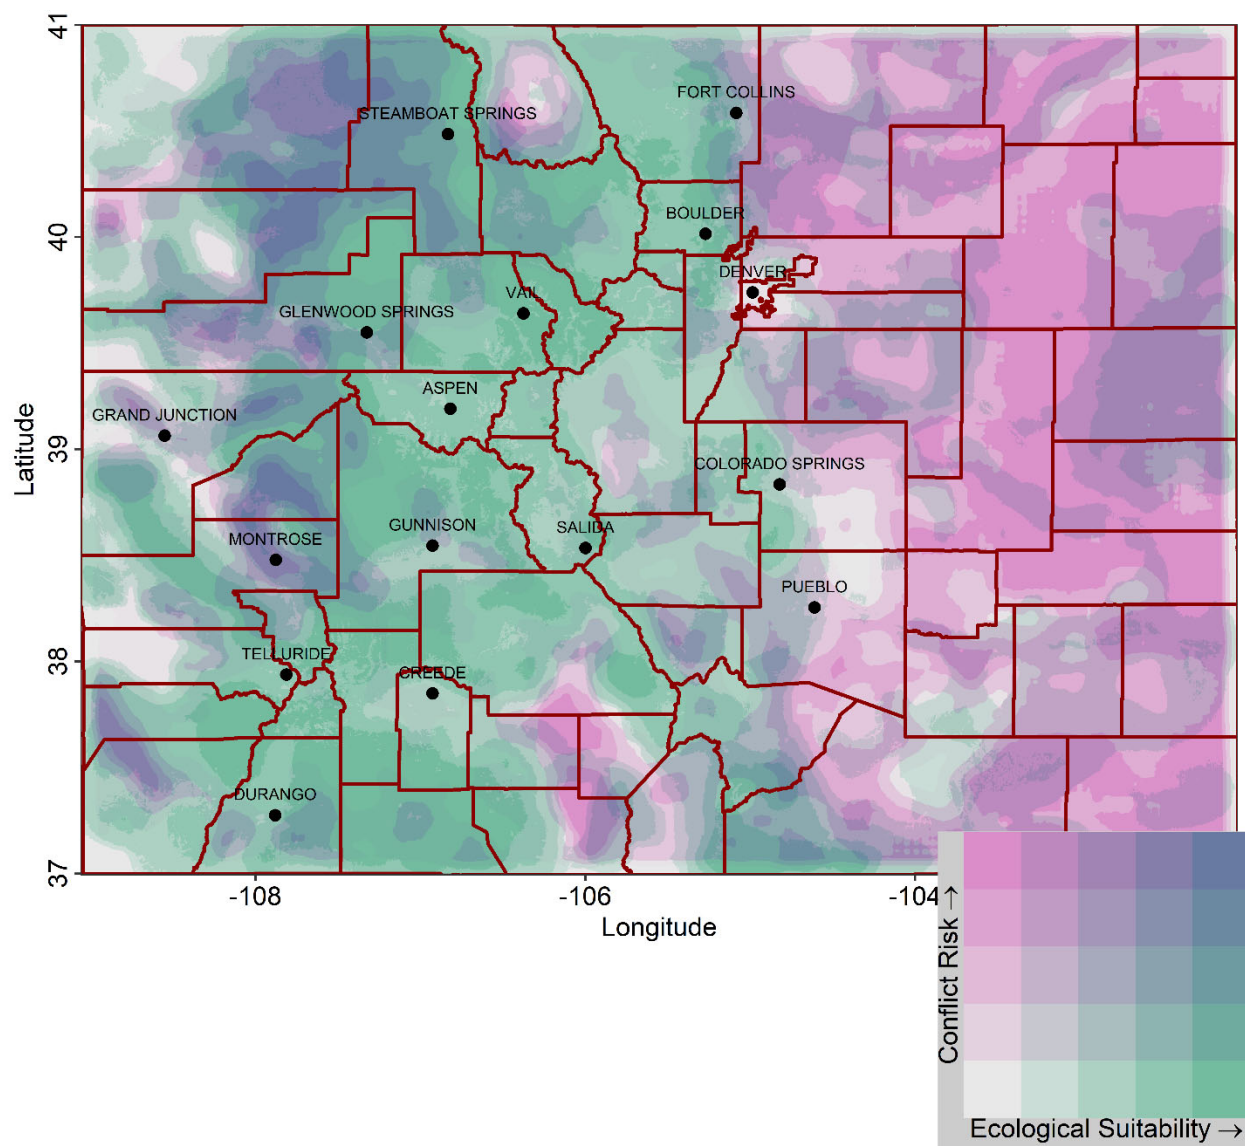 41
FORT COLLINS
STEAMBOAT SPRINGS
BOULDER
40
DENVER
VAIL
GLENWOOD SPRINGS
ASPEN
GRAND JUNCTION
39
Latitude
COLORADO SPRINGS
GUNNISON
SALIDA
MONTROSE
PUEBLO
38
TELLURIDE
CREEDE
DURANGO
37
-108
-106
-104
Longitude
Conflict Risk →
Ecological Suitability →